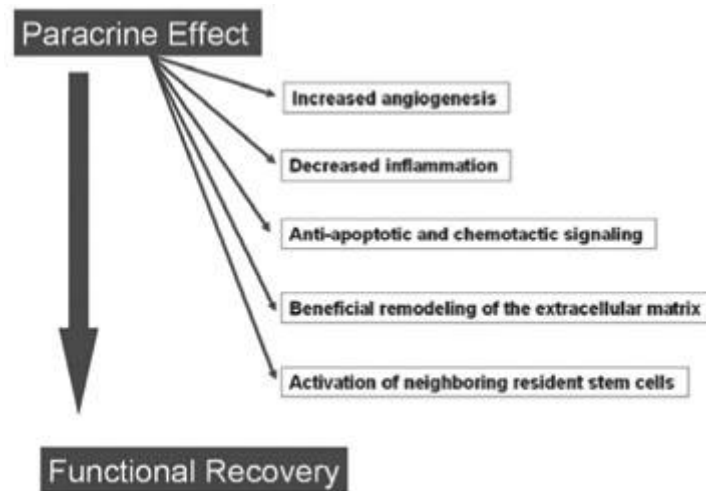 Paracrine Effect
Increased angiogenesis
Decreased inflammation
Anti-apoptotic and chemotactic signaling
Beneficial remodeling of the extracellular matrix
Activation of neighboring resident stem cells
Functional Recovery